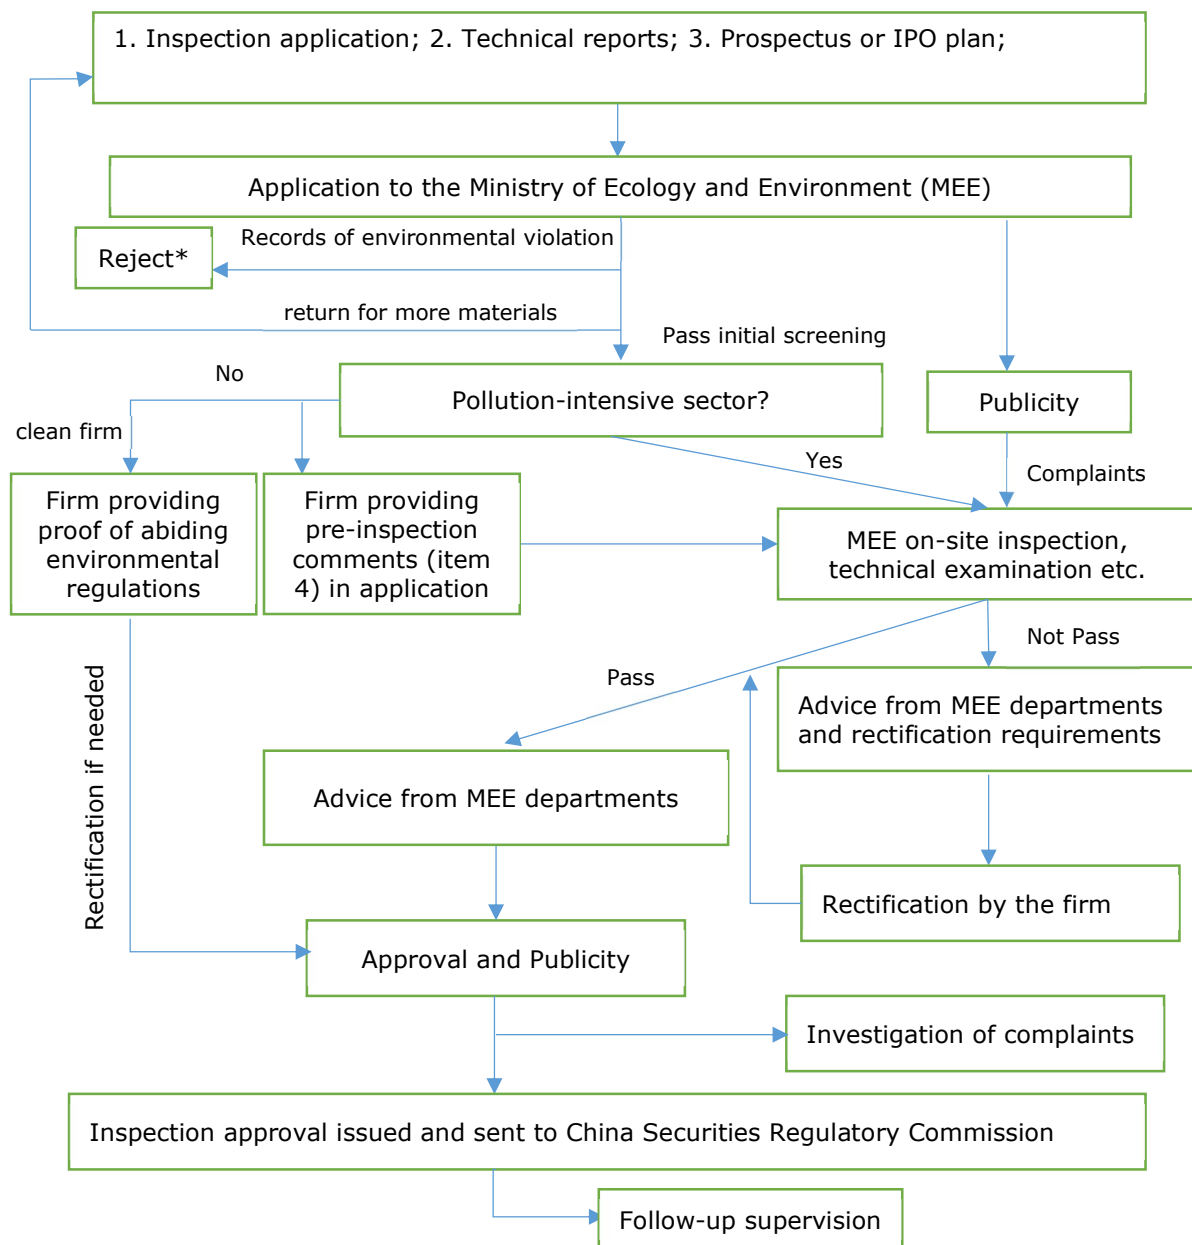 1. Inspection application; 2. Technical reports; 3. Prospectus or IPO plan;
Application to the Ministry of Ecology and Environment (MEE)
Records of environmental violation
Reject*
return for more materials
Pass initial screening
No
Pollution-intensive sector?
Publicity
clean firm
Yes
Complaints
Firm providing
proof of abiding
environmental
regulations
Firm providing
pre-inspection
comments (item
4) in application
MEE on-site inspection,
technical examination etc.
Not Pass
Pass
Rectification if needed
Advice from MEE departments
and rectification requirements
Advice from MEE departments
Rectification by the firm
Approval and Publicity
Investigation of complaints
Inspection approval issued and sent to China Securities Regulatory Commission
Follow-up supervision